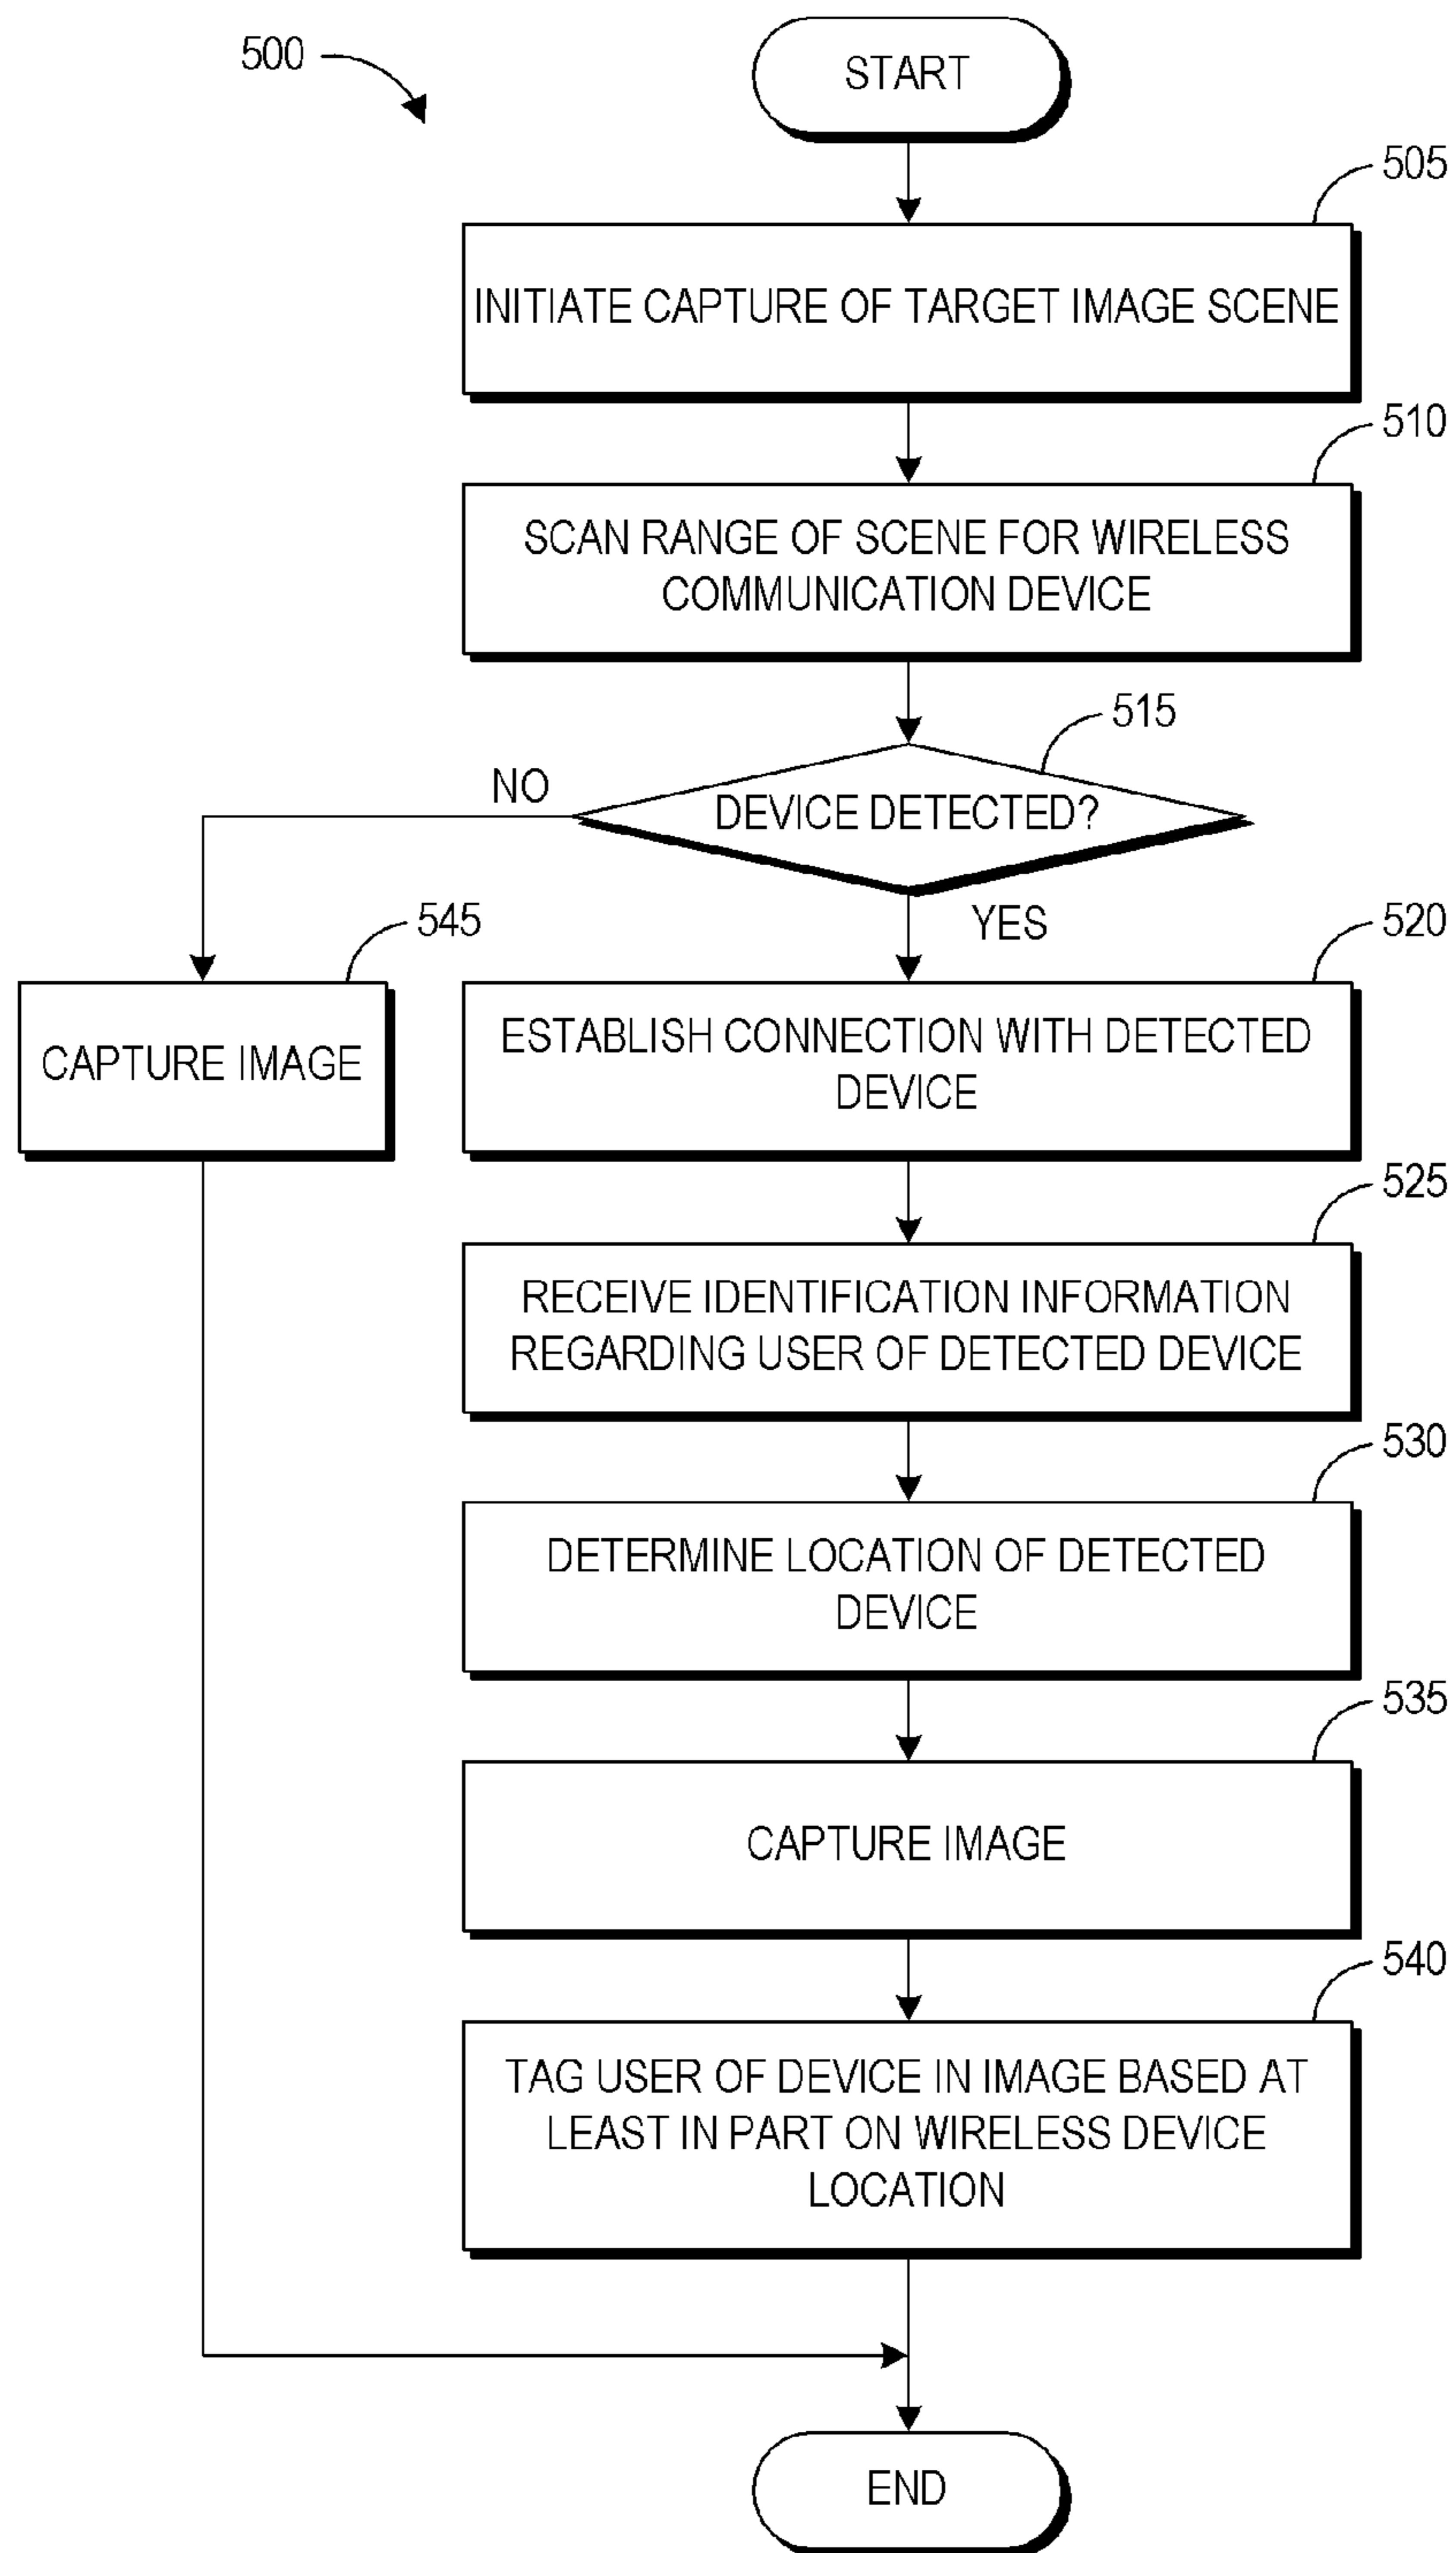 500
START
505
INITIATE CAPTURE OF TARGET IMAGE SCENE
510
SCAN RANGE OF SCENE FOR WIRELESS
COMMUNICATION DEVICE
515
NO
DEVICE DETECTED?
YES
545
CAPTURE IMAGE
520
ESTABLISH CONNECTION WITH DETECTED
DEVICE
525
RECEIVE IDENTIFICATION INFORMATION
REGARDING USER OF DETECTED DEVICE
530
DETERMINE LOCATION OF DETECTED
DEVICE
535
CAPTURE IMAGE
540
TAG USER OF DEVICE IN IMAGE BASED AT
LEAST IN PART ON WIRELESS DEVICE
LOCATION
END